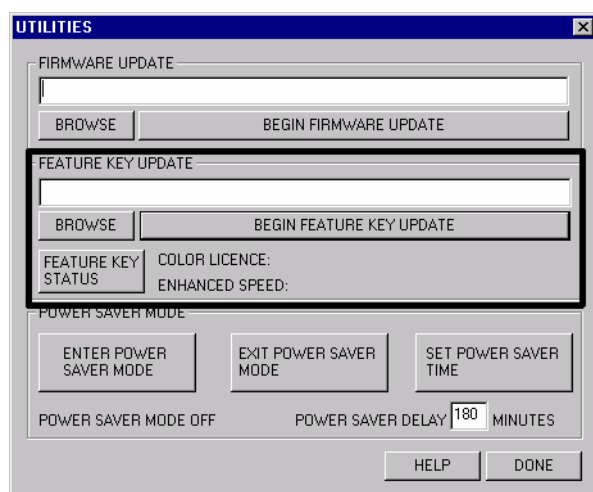 UTILITIES
FIRMWARE UPDATE
BROWSE BEGIN FIRMWARE UPDATE
FEATURE KEY UPDATE
BROWSE BEGIN FEATURE KEY UPDATE
FEATURE KEY STATUS COLOR LICENCE:
ENHANCED SPEED:
POWER SAVER MODE
ENTER POWER SAVER MODE EXIT POWER SAVER MODE SET POWER SAVER TIME
POWER SAVER MODE OFF POWER SAVER DELAY 180 MINUTES
HELP DONE